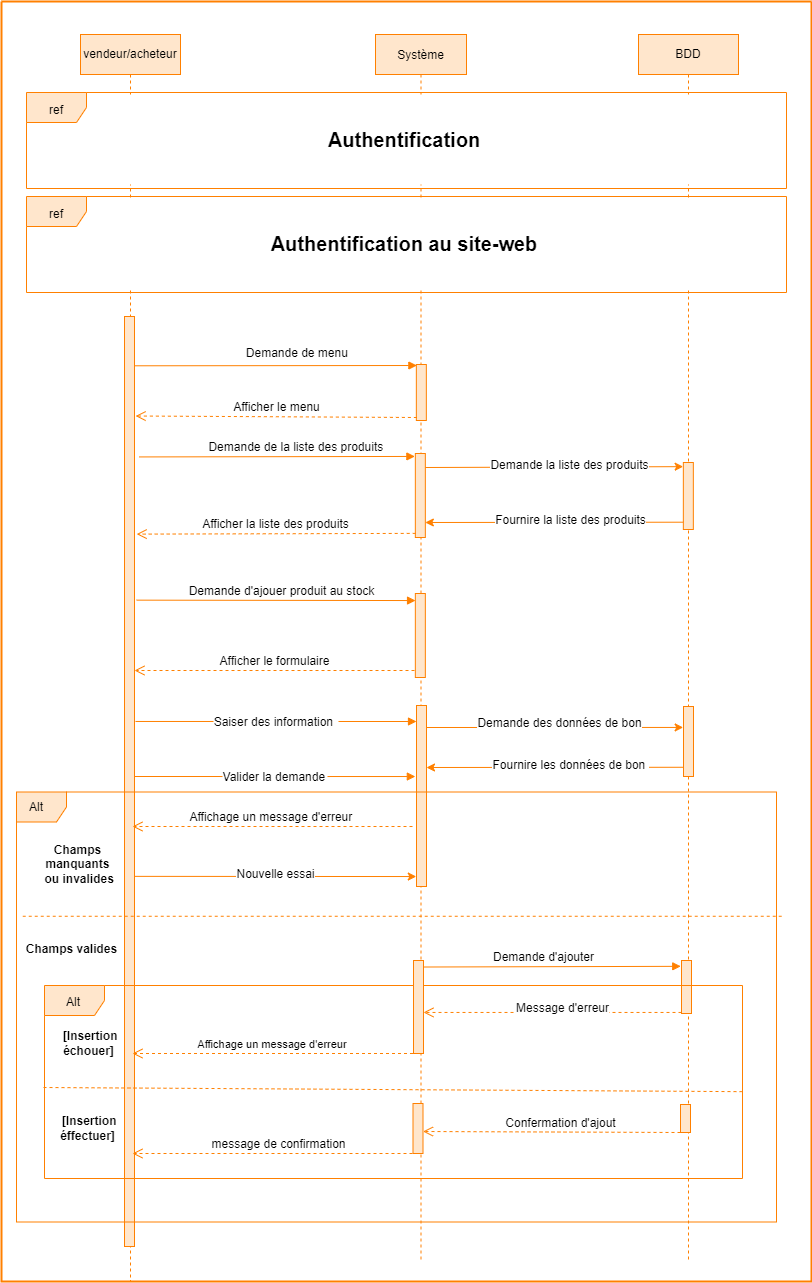 vendeur/acheteur
Système
BDD
ref
Authentification
ref
Authentification au site-web
Demande de menu
Afficher le menu
Demande de la liste des produits
Demande la liste des produits
Fournire la liste des produits
Afficher la liste des produits
Demande d'ajouer produit au stock
Afficher le formulaire
Saiser des information
Demande des données de bon
Fournire les données de bon
Valider la demande
Alt
Affichage un message d'erreur
Champs
manquants
ou invalides
Nouvelle essai
Champs valides
Demande d'ajouter
Alt
Message d'erreur
[Insertion
échouer]
Affichage un message d'erreur
[Insertion
éffectuer]
Confermation d'ajout
message de confirmation